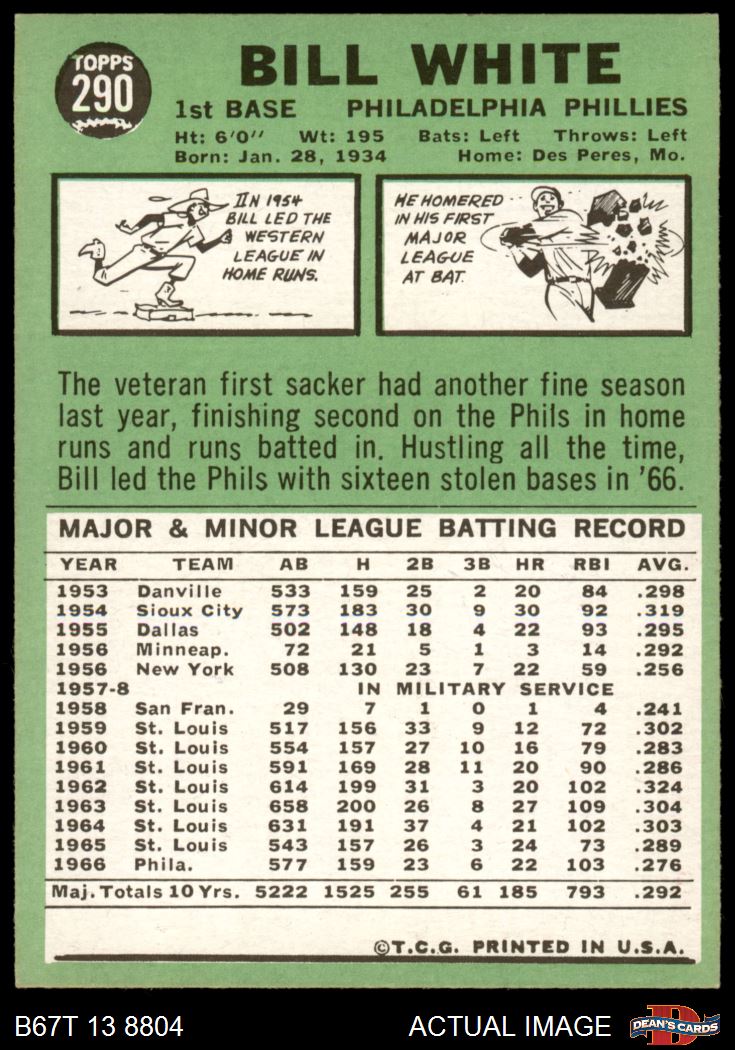 TOPPS
290
BILL WHITE
1st BASE PHILADELPHIA PHILLIES
Ht: 6'0" Wt: 195 Bats: Left Throws: Left
Born: Jan. 28, 1934 Home: Des Peres, Mo.
IN 1954
BILL LED THE
WESTERN
LEAGUE IN
HOME RUNS.
HE HOMERED
IN HIS FIRST
MAJOR
LEAGUE
AT BAT.
The veteran first sacker had another fine season
last year, finishing second on the Phils in home
runs and runs batted in. Hustling all the time,
Bill led the Phils with sixteen stolen bases in '66.
MAJOR & MINOR LEAGUE BATTING RECORD
YEAR TEAM AB H 2B 3B HR RBI AVG.
1953 Danville 533 159 25 2 20 84 .298
1954 Sioux City 573 183 30 9 30 92 .319
1955 Dallas 502 148 18 4 22 93 .295
1956 Minneap. 72 21 5 1 3 14 .292
1956 New York 508 130 23 7 22 59 .256
1957-8 IN MILITARY SERVICE
1958 San Fran. 29 7 1 0 1 4 .241
1959 St. Louis 517 156 33 9 12 72 .302
1960 St. Louis 554 157 27 10 16 79 .283
1961 St. Louis 591 169 28 11 20 90 .286
1962 St. Louis 614 199 31 3 20 102 .324
1963 St. Louis 658 200 26 8 27 109 .304
1964 St. Louis 631 191 37 4 21 102 .303
1965 St. Louis 543 157 26 3 24 73 .289
1966 Phila. 577 159 23 6 22 103 .276
Maj. Totals 10 Yrs. 5222 1525 255 61 185 793 .292
©T.C.G. PRINTED IN U.S.A.
B67T 13 8804 ACTUAL IMAGE DEAN'S CARDS